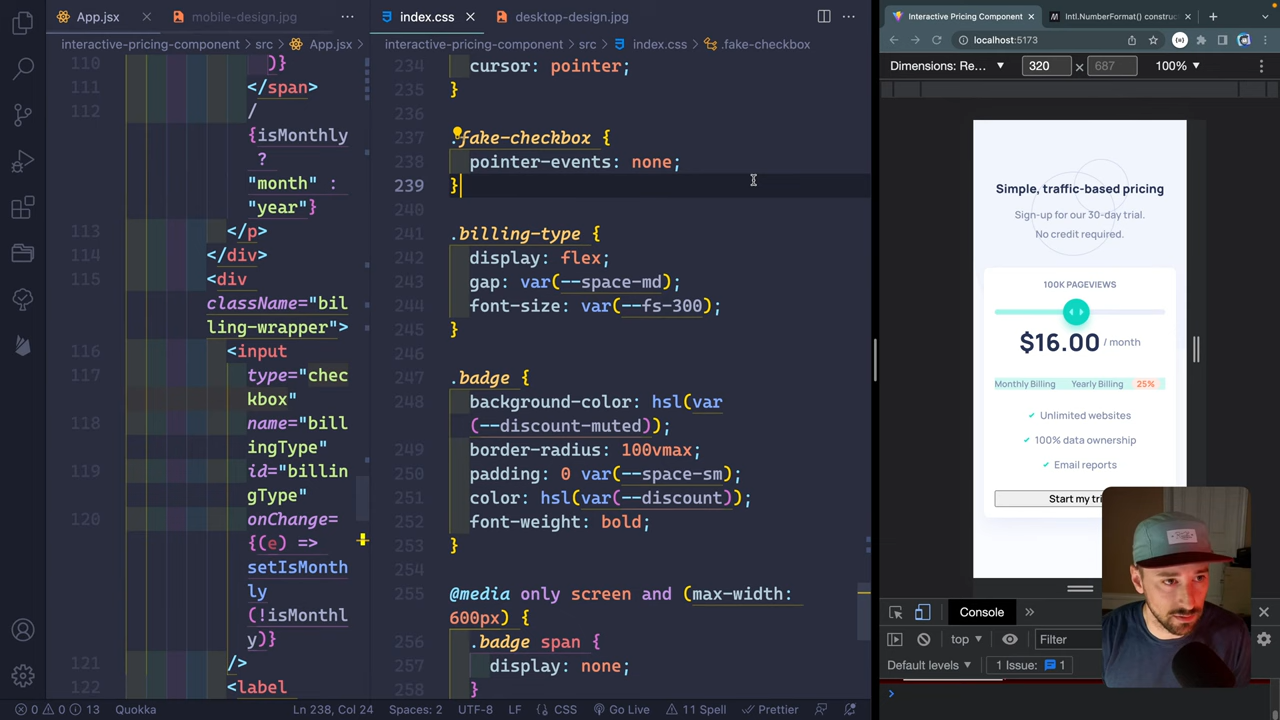 App.jsx
mobile-design.jpg
index.css
desktop-design.jpg
interactive-pricing-component > src > App.jsx
interactive-pricing-component > src > index.css > .fake-checkbox
110
)}
111
</span>
112
/
{isMonthly
?
"month" :
"year"}
113
</p>
114
</div>
115
<div
className="bil
ling-wrapper">
116
<input
117
type="chec
kbox"
118
name="bill
ingType"
119
id="billin
gType"
120
onChange=
{(e) =>
setIsMonth
ly
(!isMonthl
y)}
121
/>
122
<label
234
cursor: pointer;
235
}
236
237
.fake-checkbox {
238
pointer-events: none;
239
}
240
241
.billing-type {
242
display: flex;
243
gap: var(--space-md);
244
font-size: var(--fs-300);
245
}
246
247
.badge {
248
background-color: hsl(var
(--discount-muted));
249
border-radius: 100vmax;
250
padding: 0 var(--space-sm);
251
color: hsl(var(--discount));
252
font-weight: bold;
253
}
254
255
@media only screen and (max-width:
600px) {
256
.badge span {
257
display: none;
258
}
0 0 13
Quokka
Ln 238, Col 24
Spaces: 2
UTF-8
LF
CSS
Go Live
11 Spell
Prettier
Interactive Pricing Component
Intl.NumberFormat() construc
localhost:5173
Dimensions: Re...
320
687
100%
Simple, traffic-based pricing
Sign-up for our 30-day trial.
No credit required.
100K PAGEVIEWS
$16.00 / month
Monthly Billing
Yearly Billing
25%
Unlimited websites
100% data ownership
Email reports
Start my tri
Console
top
Filter
Default levels
1 Issue: 1